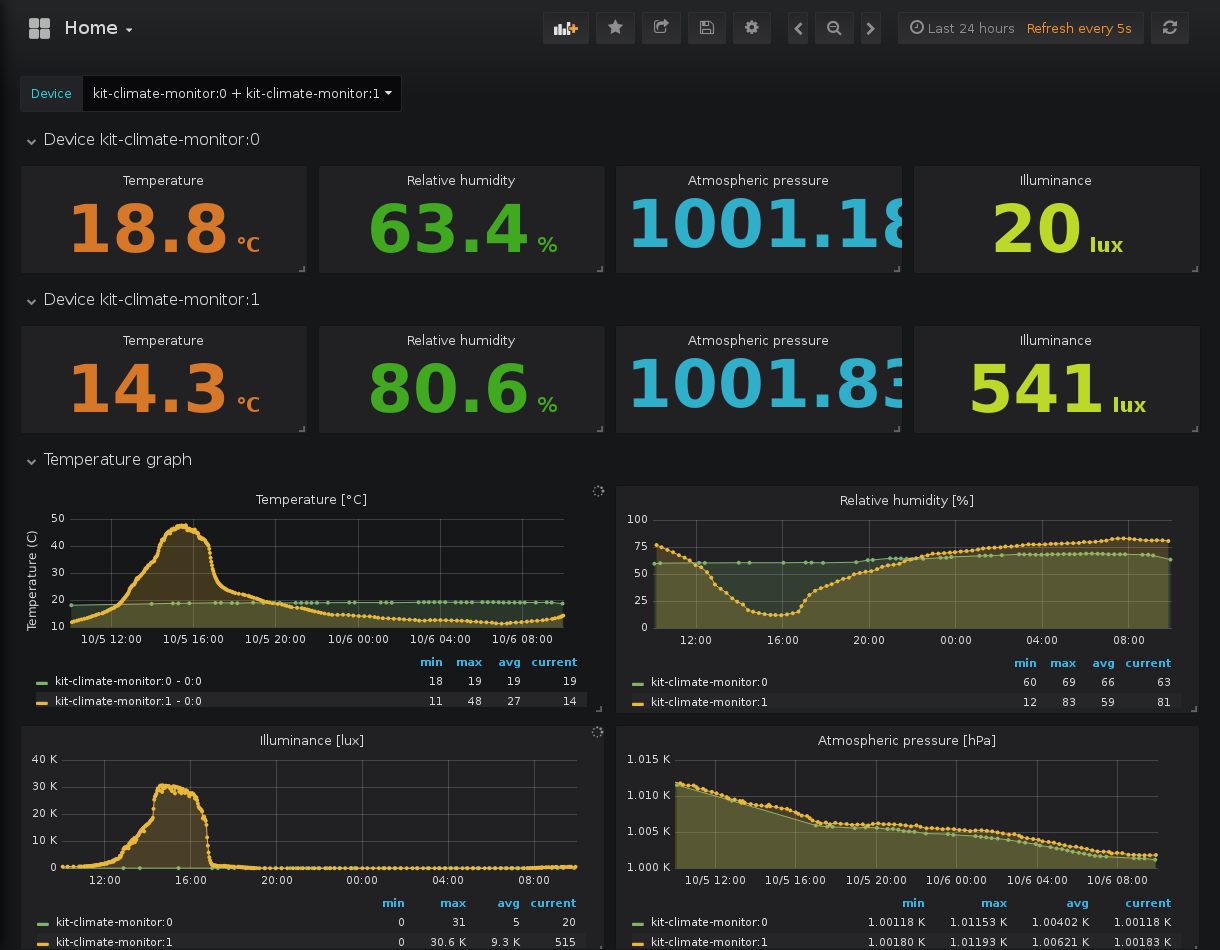 Home
Last 24 hours Refresh every 5s
Device kit-climate-monitor:0 + kit-climate-monitor:1
Device kit-climate-monitor:0
Temperature Relative humidity Atmospheric pressure Illuminance
18.8 °C 63.4 % 1001.18 20 lux
Device kit-climate-monitor:1
Temperature Relative humidity Atmospheric pressure Illuminance
14.3 °C 80.6 % 1001.83 541 lux
Temperature graph
Temperature [°C]
Temperature (C)
50
40
30
20
10
10/5 12:00 10/5 16:00 10/5 20:00 10/6 00:00 10/6 04:00 10/6 08:00
min max avg current
kit-climate-monitor:0 - 0:0 18 19 19 19
kit-climate-monitor:1 - 0:0 11 48 27 14
Relative humidity [%]
100
75
50
25
0
12:00 16:00 20:00 00:00 04:00 08:00
min max avg current
kit-climate-monitor:0 60 69 66 63
kit-climate-monitor:1 12 83 59 81
Illuminance [lux]
40 K
30 K
20 K
10 K
0
12:00 16:00 20:00 00:00 04:00 08:00
min max avg current
kit-climate-monitor:0 0 31 5 20
kit-climate-monitor:1 0 30.6 K 9.3 K 515
Atmospheric pressure [hPa]
1.015 K
1.010 K
1.005 K
1.000 K
10/5 12:00 10/5 16:00 10/5 20:00 10/6 00:00 10/6 04:00 10/6 08:00
min max avg current
kit-climate-monitor:0 1.00118 K 1.01153 K 1.00402 K 1.00118 K
kit-climate-monitor:1 1.00180 K 1.01193 K 1.00621 K 1.00183 K